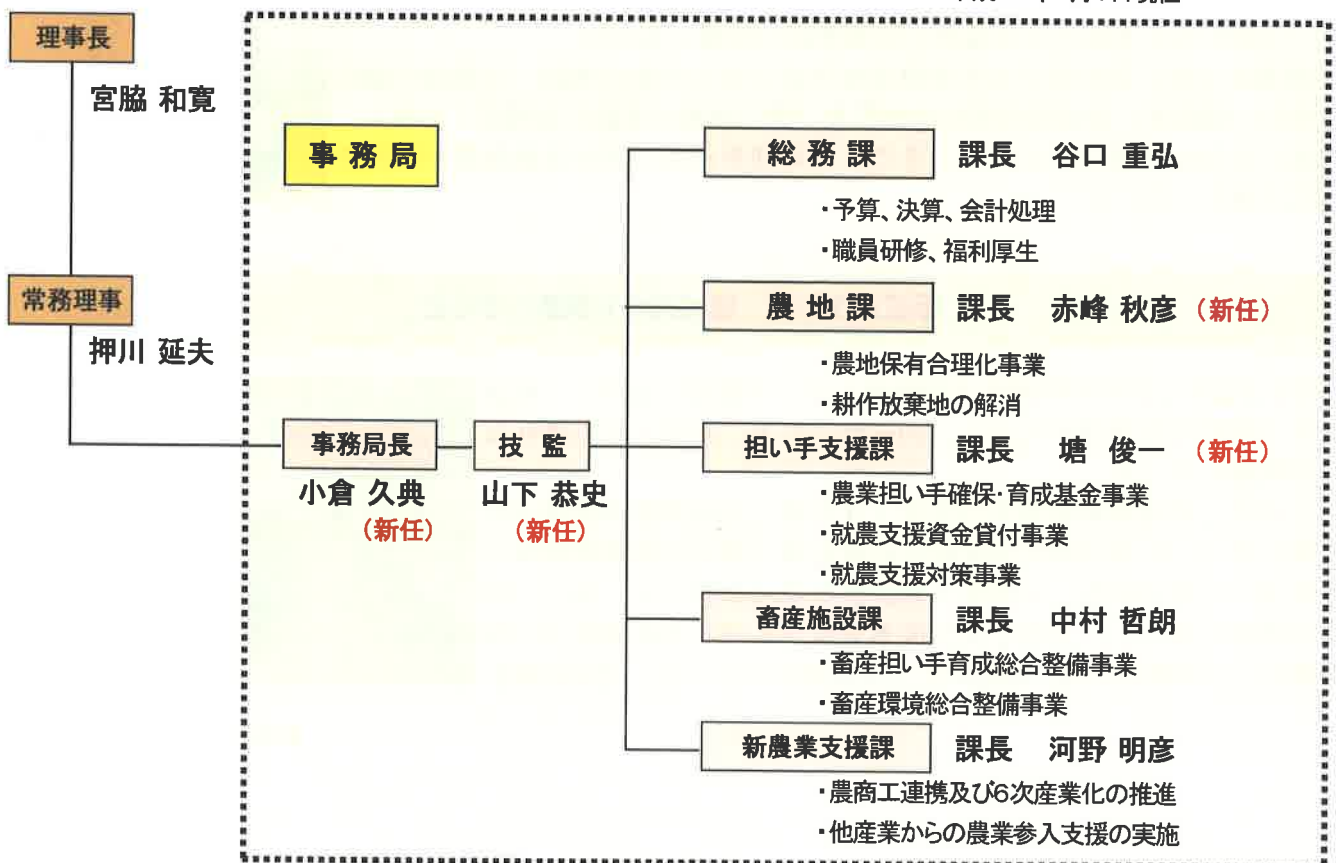 理事長
宮脇 和寛
常務理事
押川 延夫
事務局
事務局長
小倉 久典
(新任)
技 監
山下 恭史
(新任)
総務課 課長 谷口 重弘
・予算、決算、会計処理
・職員研修、福利厚生
農地課 課長 赤峰 秋彦 (新任)
・農地保有合理化事業
・耕作放棄地の解消
担い手支援課 課長 塘 俊一 (新任)
・農業担い手確保・育成基金事業
・就農支援資金貸付事業
・就農支援対策事業
畜産施設課 課長 中村 哲朗
・畜産担い手育成総合整備事業
・畜産環境総合整備事業
新農業支援課 課長 河野 明彦
・農商工連携及び6次産業化の推進
・他産業からの農業参入支援の実施